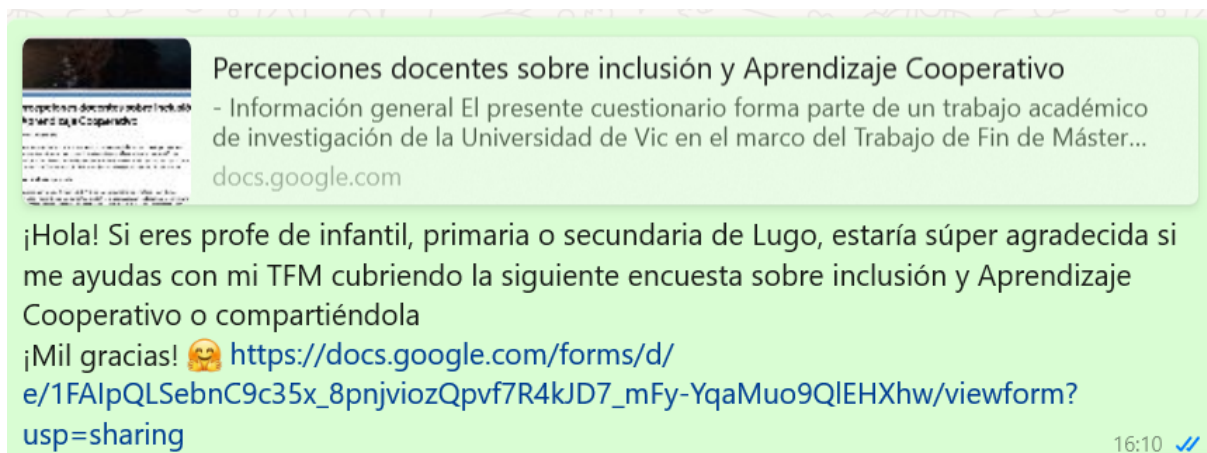 Percepciones docentes sobre inclusión y Aprendizaje Cooperativo
- Información general El presente cuestionario forma parte de un trabajo académico
de investigación de la Universidad de Vic en el marco del Trabajo de Fin de Máster...
docs.google.com
¡Hola! Si eres profe de infantil, primaria o secundaria de Lugo, estaría súper agradecida si
me ayudas con mi TFM cubriendo la siguiente encuesta sobre inclusión y Aprendizaje
Cooperativo o compartiéndola
¡Mil gracias! 🤗 https://docs.google.com/forms/d/
e/1FAIpQLSebnC9c35x_8pnjviozQpvf7R4kJD7_mFy-YqaMuo9QlEHXhw/viewform?
usp=sharing
16:10